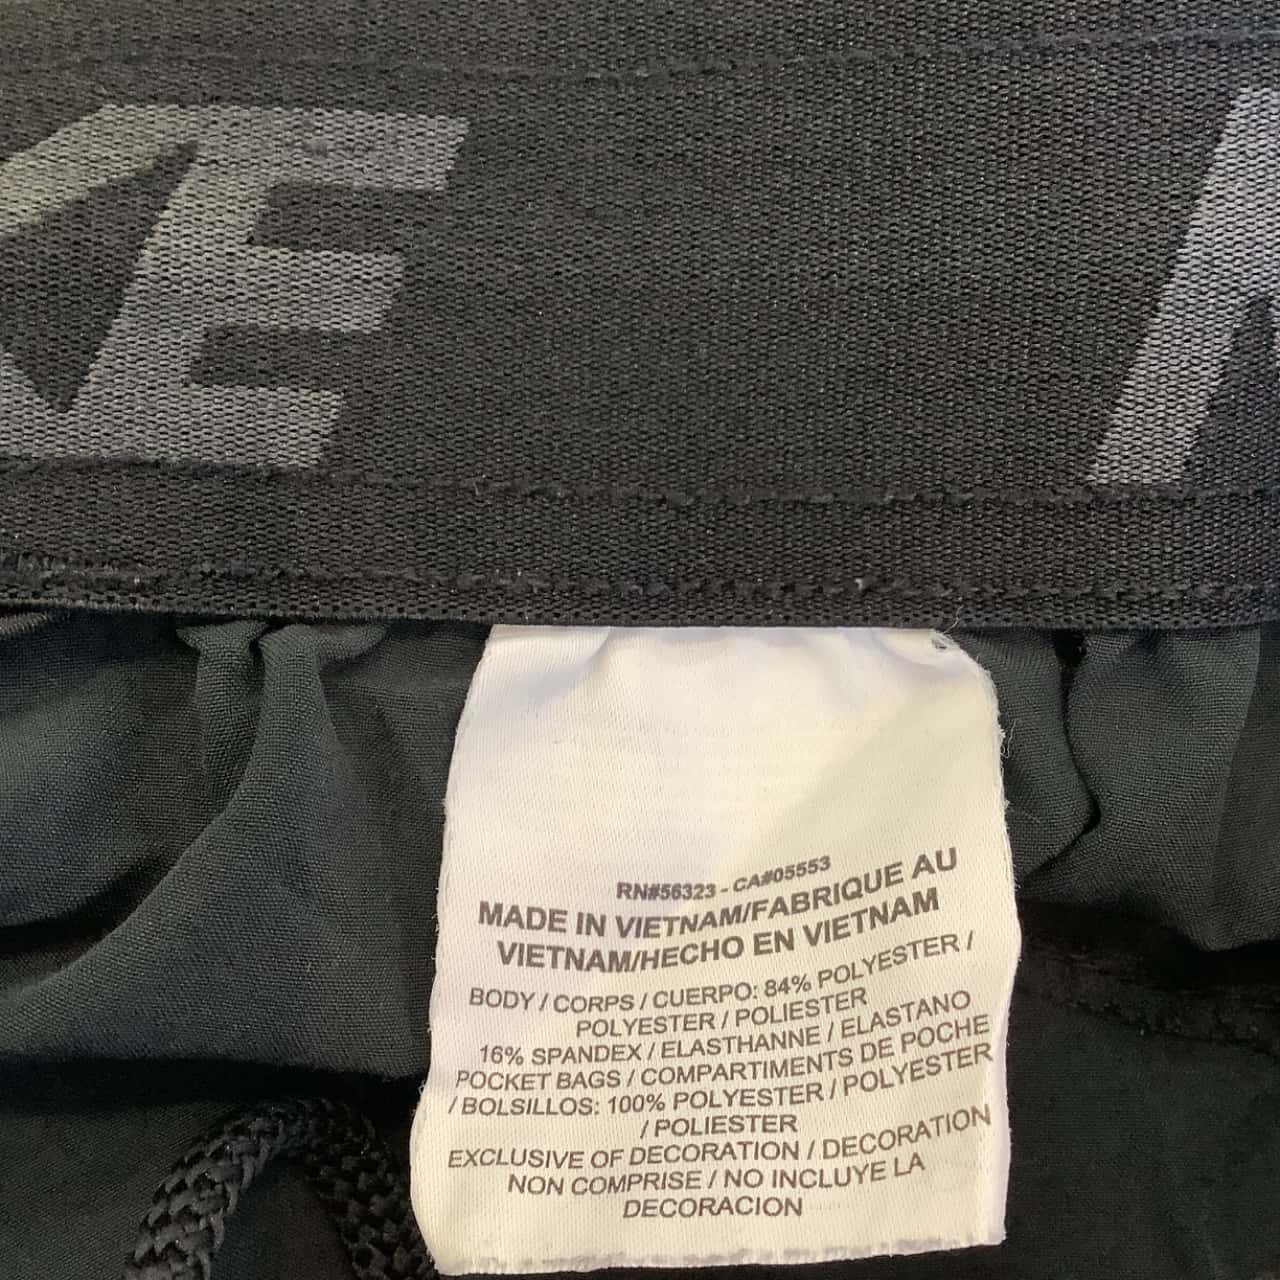 KE
RN#56323 - CA#05553
MADE IN VIETNAM/FABRIQUE AU
VIETNAM/HECHO EN VIETNAM
BODY / CORPS / CUERPO: 84% POLYESTER /
POLYESTER / POLIESTER
16% SPANDEX / ELASTHANNE / ELASTANO
POCKET BAGS / COMPARTIMENTS DE POCHE
/ BOLSILLOS: 100% POLYESTER / POLYESTER
/ POLIESTER
EXCLUSIVE OF DECORATION / DECORATION
NON COMPRISE / NO INCLUYE LA
DECORACION